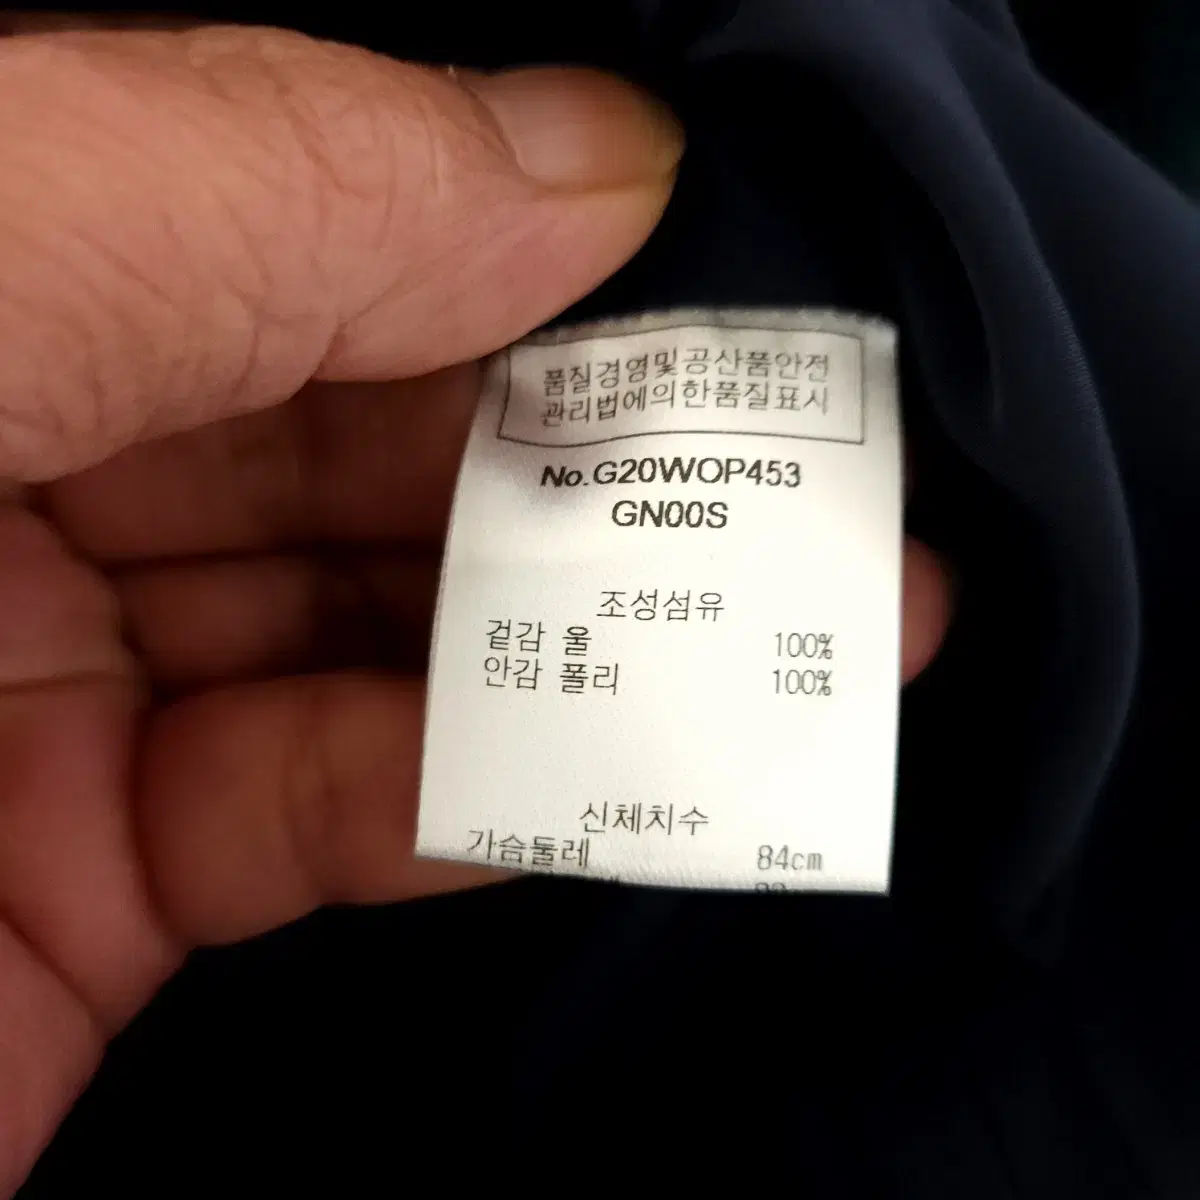 품질경영및공산품안전
관리법에의한품질표시
No.G20WOP453
GN00S
조성섬유
겉감 울 100%
안감 폴리 100%
신체치수
가슴둘레 84cm